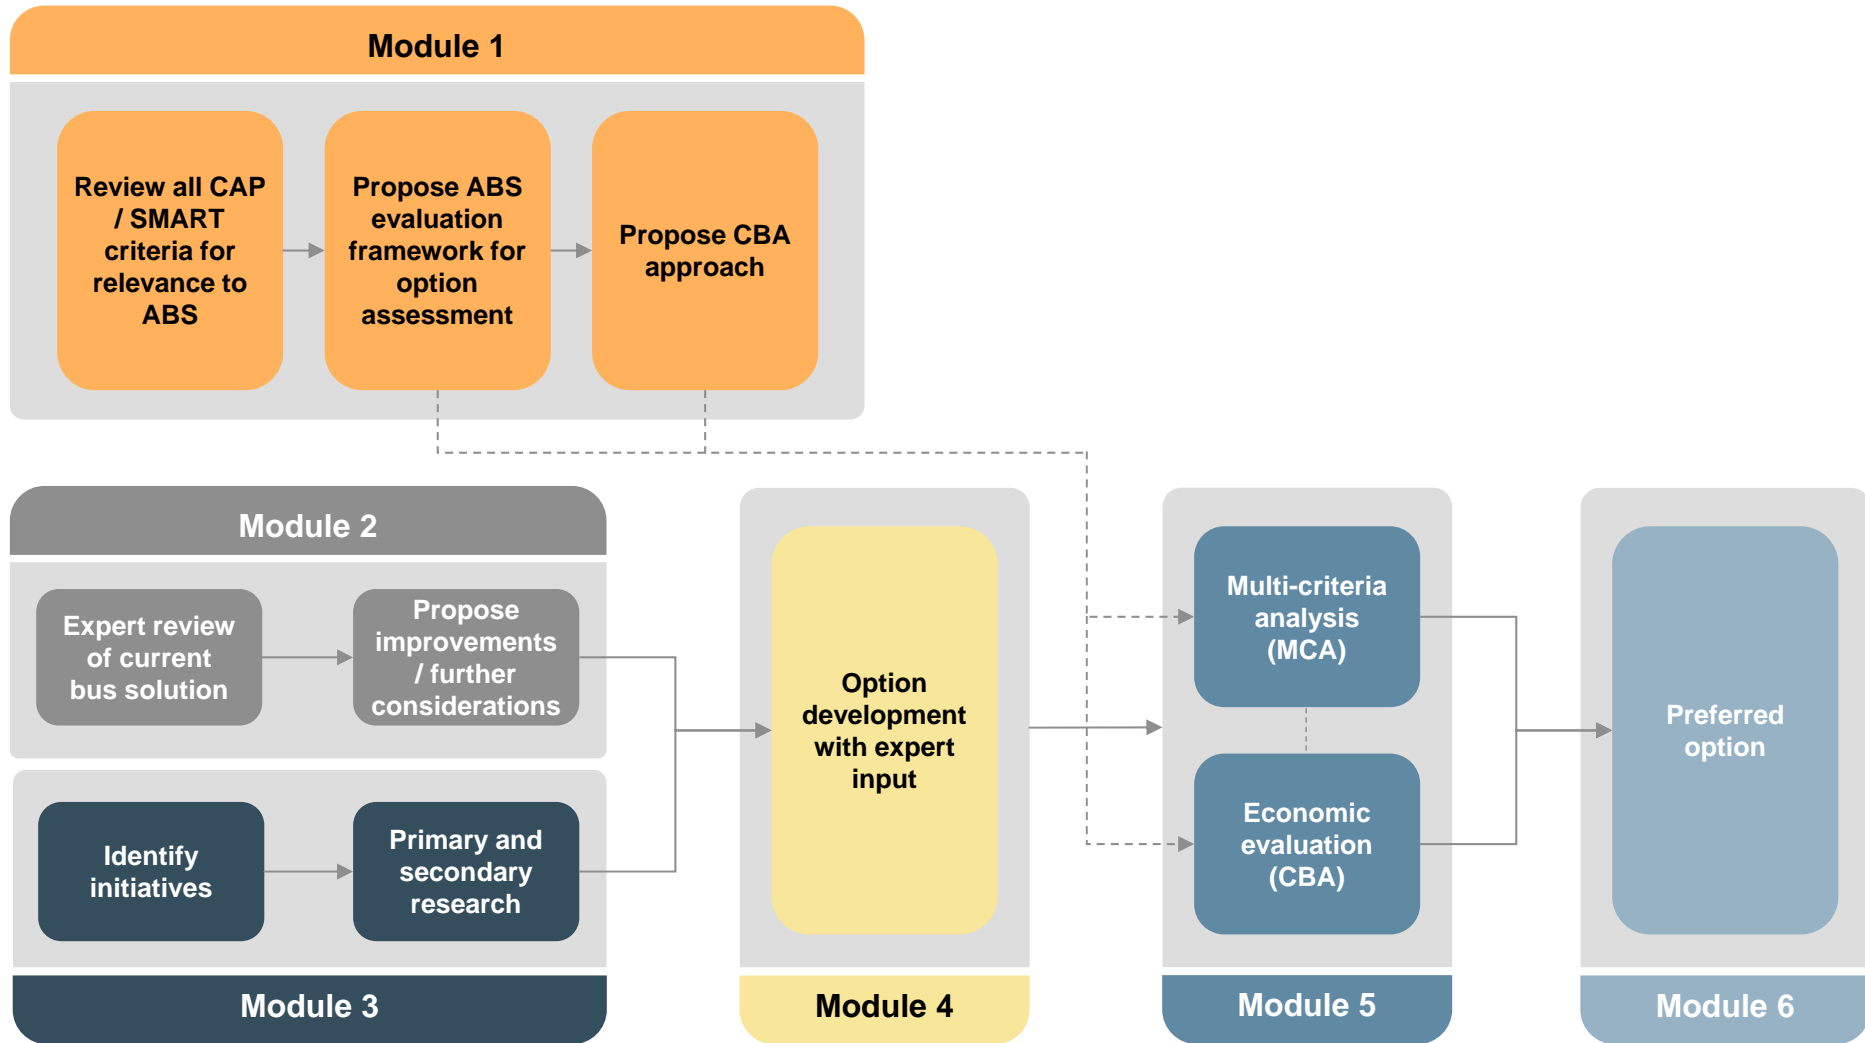 Module 1
Review all CAP
/ SMART
criteria for
relevance to
ABS
Propose ABS
evaluation
framework for
option
assessment
Propose CBA
approach
Module 2
Expert review
of current
bus solution
Propose
improvements
/ further
considerations
Identify
initiatives
Primary and
secondary
research
Module 3
Option
development
with expert
input
Module 4
Multi-criteria
analysis
(MCA)
Economic
evaluation
(CBA)
Module 5
Preferred
option
Module 6